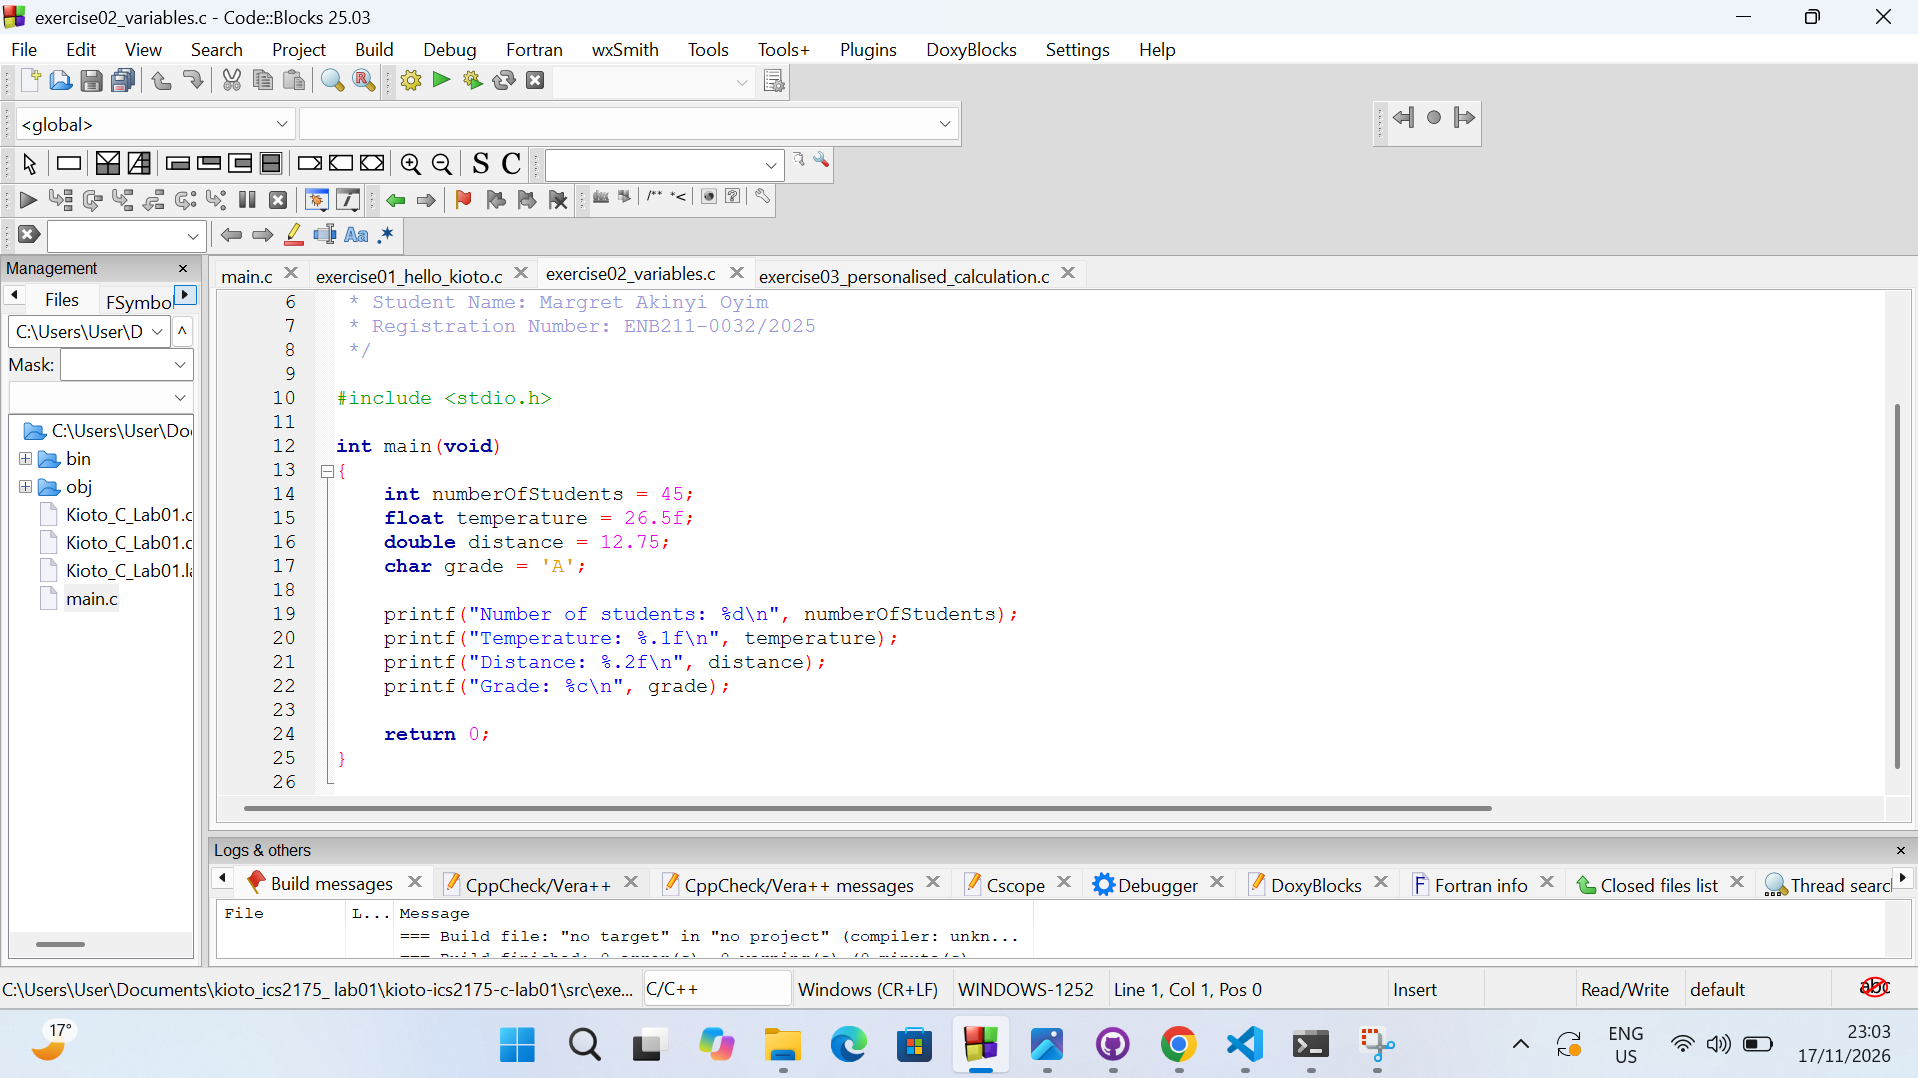 exercise02_variables.c - Code::Blocks 25.03
File Edit View Search Project Build Debug Fortran wxSmith Tools Tools+ Plugins DoxyBlocks Settings Help
<global>
S C
/** *<
Aa .*
Management
Files FSymbo
C:\Users\User\D
Mask:
C:\Users\User\Do
bin
obj
Kioto_C_Lab01.c
Kioto_C_Lab01.c
Kioto_C_Lab01.la
main.c
main.c exercise01_hello_kioto.c exercise02_variables.c exercise03_personalised_calculation.c
6 * Student Name: Margret Akinyi Oyim
7 * Registration Number: ENB211-0032/2025
8 */
9
10 #include <stdio.h>
11
12 int main(void)
13 {
14 int numberOfStudents = 45;
15 float temperature = 26.5f;
16 double distance = 12.75;
17 char grade = 'A';
18
19 printf("Number of students: %d\n", numberOfStudents);
20 printf("Temperature: %.1f\n", temperature);
21 printf("Distance: %.2f\n", distance);
22 printf("Grade: %c\n", grade);
23
24 return 0;
25 }
26
Logs & others
Build messages CppCheck/Vera++ CppCheck/Vera++ messages Cscope Debugger DoxyBlocks Fortran info Closed files list Thread searc
File L... Message
=== Build file: "no target" in "no project" (compiler: unkn...
C:\Users\User\Documents\kioto_ics2175_ lab01\kioto-ics2175-c-lab01\src\exe... C/C++ Windows (CR+LF) WINDOWS-1252 Line 1, Col 1, Pos 0 Insert Read/Write default abc
17°
ENG
US
23:03
17/11/2026